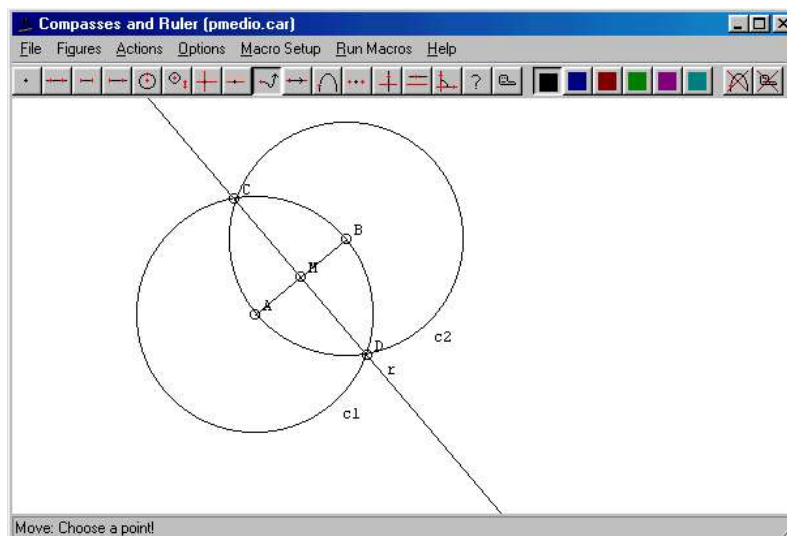 Compasses and Ruler (pmedio.car)
File Figures Actions Options Macro Setup Run Macros Help
?
C
B
M
A
c2
D
r
c1
Move: Choose a point!